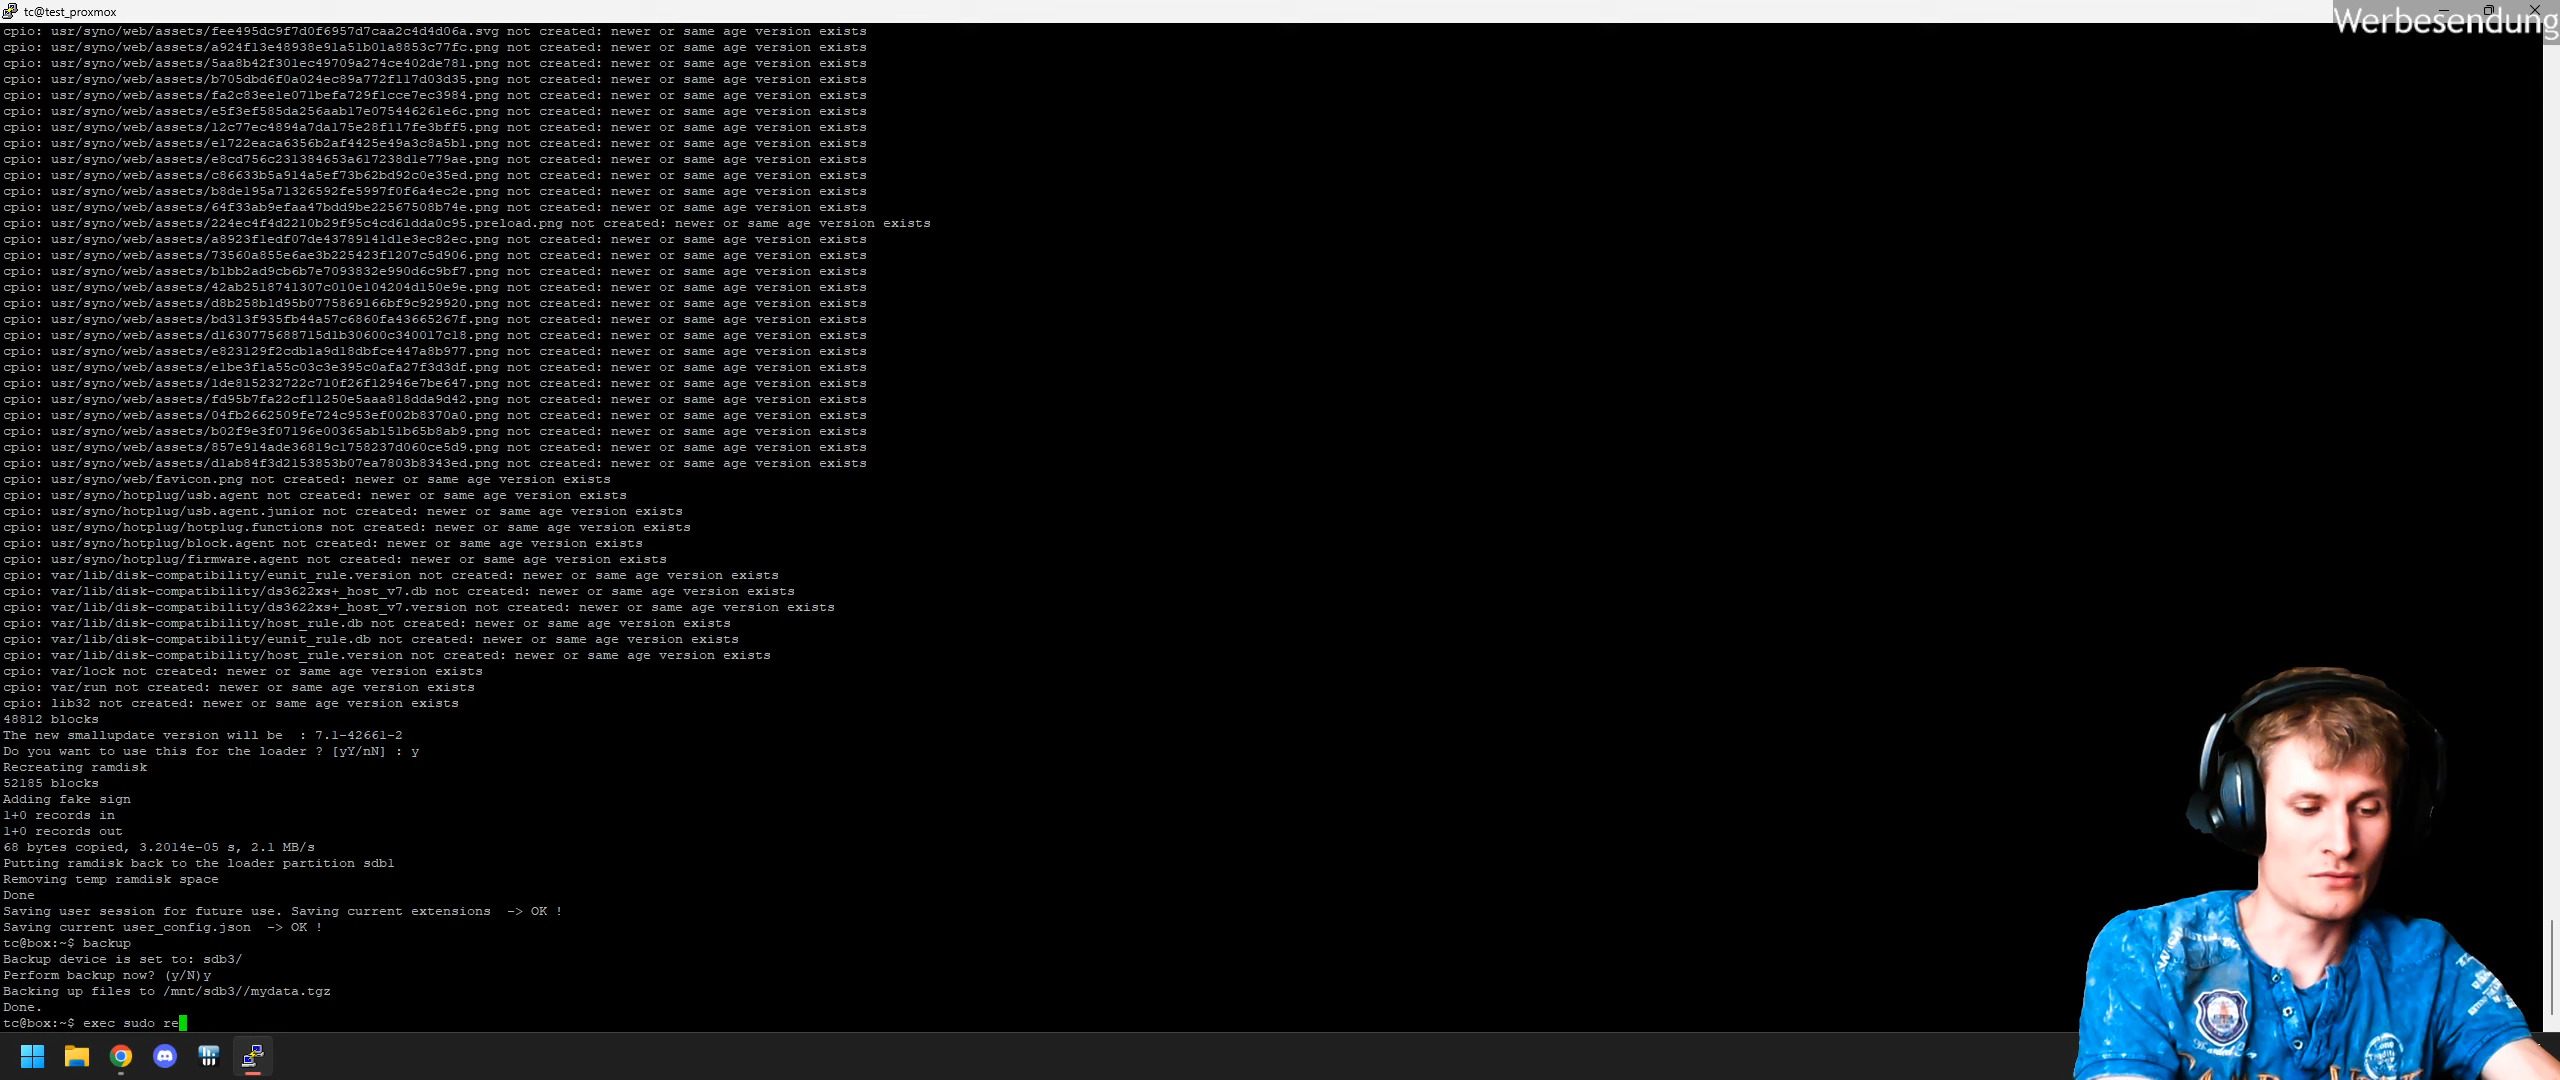 tc@test_proxmox
Werbesendung
cpio: usr/syno/web/assets/fee495dc9f7d0f6957d7caa2c4d4d06a.svg not created: newer or same age version exists
cpio: usr/syno/web/assets/a924f13e48938e91a51b01a8853c77fc.png not created: newer or same age version exists
cpio: usr/syno/web/assets/5aa8b42f301ec49709a274ce402de781.png not created: newer or same age version exists
cpio: usr/syno/web/assets/b705dbd6f0a024ec89a772f117d03d35.png not created: newer or same age version exists
cpio: usr/syno/web/assets/fa2c83ee1e071befa729f1cce7ec3984.png not created: newer or same age version exists
cpio: usr/syno/web/assets/e5f3ef585da256aab17e075446261e6c.png not created: newer or same age version exists
cpio: usr/syno/web/assets/12c77ec4894a7da175e28f117fe3bff5.png not created: newer or same age version exists
cpio: usr/syno/web/assets/e1722eaca6356b2af4425e49a3c8a5b1.png not created: newer or same age version exists
cpio: usr/syno/web/assets/e8cd756c231384653a617238d1e779ae.png not created: newer or same age version exists
cpio: usr/syno/web/assets/c86633b5a914a5ef73b62bd92c0e35ed.png not created: newer or same age version exists
cpio: usr/syno/web/assets/b8de195a71326592fe5997f0f6a4ec2e.png not created: newer or same age version exists
cpio: usr/syno/web/assets/64f33ab9efaa47bdd9be22567508b74e.png not created: newer or same age version exists
cpio: usr/syno/web/assets/224ec4f4d2210b29f95c4cd61dda0c95.preload.png not created: newer or same age version exists
cpio: usr/syno/web/assets/a8923f1edf07de43789141d1e3ec82ec.png not created: newer or same age version exists
cpio: usr/syno/web/assets/73560a855e6ae3b225423f1207c5d906.png not created: newer or same age version exists
cpio: usr/syno/web/assets/b1bb2ad9cb6b7e7093832e990d6c9bf7.png not created: newer or same age version exists
cpio: usr/syno/web/assets/42ab2518741307c010e104204d150e9e.png not created: newer or same age version exists
cpio: usr/syno/web/assets/d8b258b1d95b0775869166bf9c929920.png not created: newer or same age version exists
cpio: usr/syno/web/assets/bd313f935fb44a57c6860fa43665267f.png not created: newer or same age version exists
cpio: usr/syno/web/assets/d1630775688715d1b30600c340017c18.png not created: newer or same age version exists
cpio: usr/syno/web/assets/e823129f2cdb1a9d18dbfce447a8b977.png not created: newer or same age version exists
cpio: usr/syno/web/assets/e1be3f1a55c03c3e395c0afa27f3d3df.png not created: newer or same age version exists
cpio: usr/syno/web/assets/1de815232722c710f26f12946e7be647.png not created: newer or same age version exists
cpio: usr/syno/web/assets/fd95b7fa22cf11250e5aaa818dda9d42.png not created: newer or same age version exists
cpio: usr/syno/web/assets/04fb2662509fe724c953ef002b8370a0.png not created: newer or same age version exists
cpio: usr/syno/web/assets/b02f9e3f07196e00365ab151b65b8ab9.png not created: newer or same age version exists
cpio: usr/syno/web/assets/857e914ade36819c1758237d060ce5d9.png not created: newer or same age version exists
cpio: usr/syno/web/assets/d1ab84f3d2153853b07ea7803b8343ed.png not created: newer or same age version exists
cpio: usr/syno/web/favicon.png not created: newer or same age version exists
cpio: usr/syno/hotplug/usb.agent not created: newer or same age version exists
cpio: usr/syno/hotplug/usb.agent.junior not created: newer or same age version exists
cpio: usr/syno/hotplug/hotplug.functions not created: newer or same age version exists
cpio: usr/syno/hotplug/block.agent not created: newer or same age version exists
cpio: usr/syno/hotplug/firmware.agent not created: newer or same age version exists
cpio: var/lib/disk-compatibility/eunit_rule.version not created: newer or same age version exists
cpio: var/lib/disk-compatibility/ds3622xs+_host_v7.db not created: newer or same age version exists
cpio: var/lib/disk-compatibility/ds3622xs+_host_v7.version not created: newer or same age version exists
cpio: var/lib/disk-compatibility/host_rule.db not created: newer or same age version exists
cpio: var/lib/disk-compatibility/eunit_rule.db not created: newer or same age version exists
cpio: var/lib/disk-compatibility/host_rule.version not created: newer or same age version exists
cpio: var/lock not created: newer or same age version exists
cpio: var/run not created: newer or same age version exists
cpio: lib32 not created: newer or same age version exists
48812 blocks
The new smallupdate version will be  : 7.1-42661-2
Do you want to use this for the loader ? [yY/nN] : y
Recreating ramdisk
52185 blocks
Adding fake sign
1+0 records in
1+0 records out
68 bytes copied, 3.2014e-05 s, 2.1 MB/s
Putting ramdisk back to the loader partition sdb1
Removing temp ramdisk space
Done
Saving user session for future use. Saving current extensions  -> OK !
Saving current user_config.json  -> OK !
tc@box:~$ backup
Backup device is set to: sdb3/
Perform backup now? (y/N)y
Backing up files to /mnt/sdb3//mydata.tgz
Done.
tc@box:~$ exec sudo re